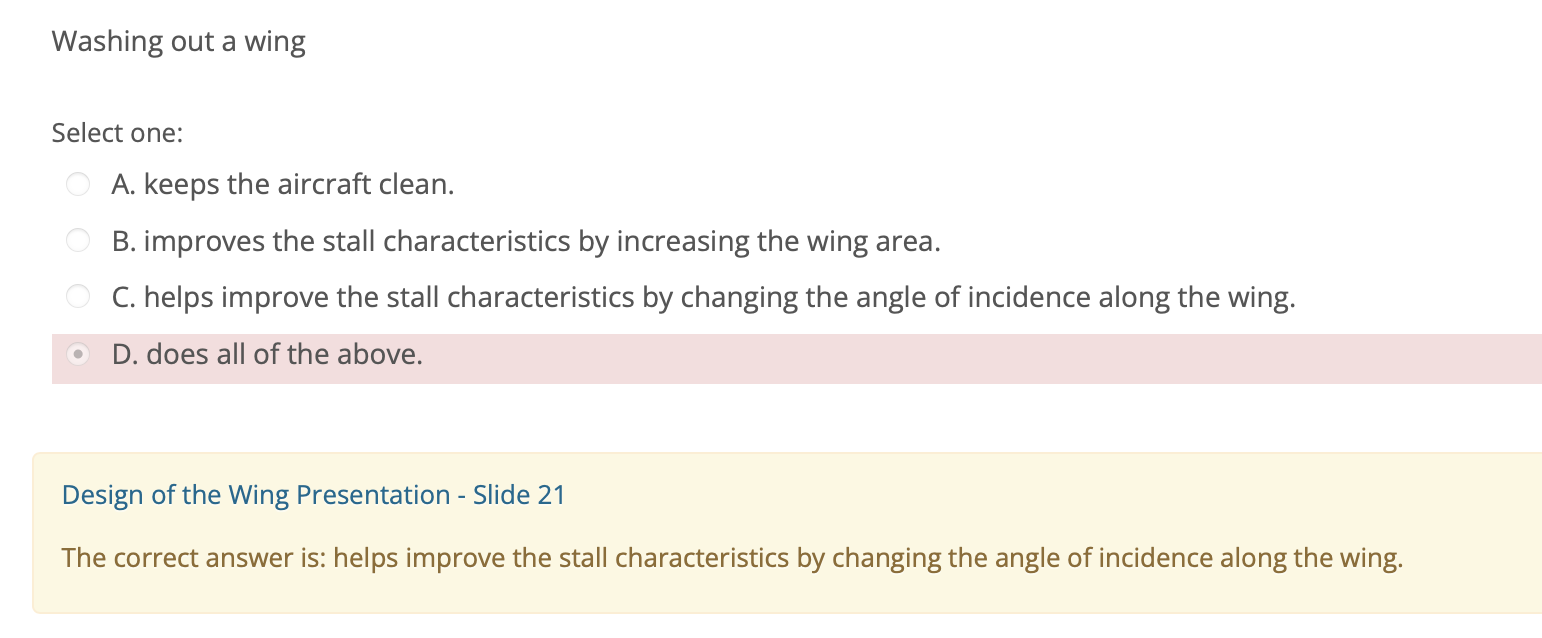 Washing out a wing
Select one:
A. keeps the aircraft clean.
B. improves the stall characteristics by increasing the wing area.
C. helps improve the stall characteristics by changing the angle of incidence along the wing.
D. does all of the above.
Design of the Wing Presentation - Slide 21
The correct answer is: helps improve the stall characteristics by changing the angle of incidence along the wing.